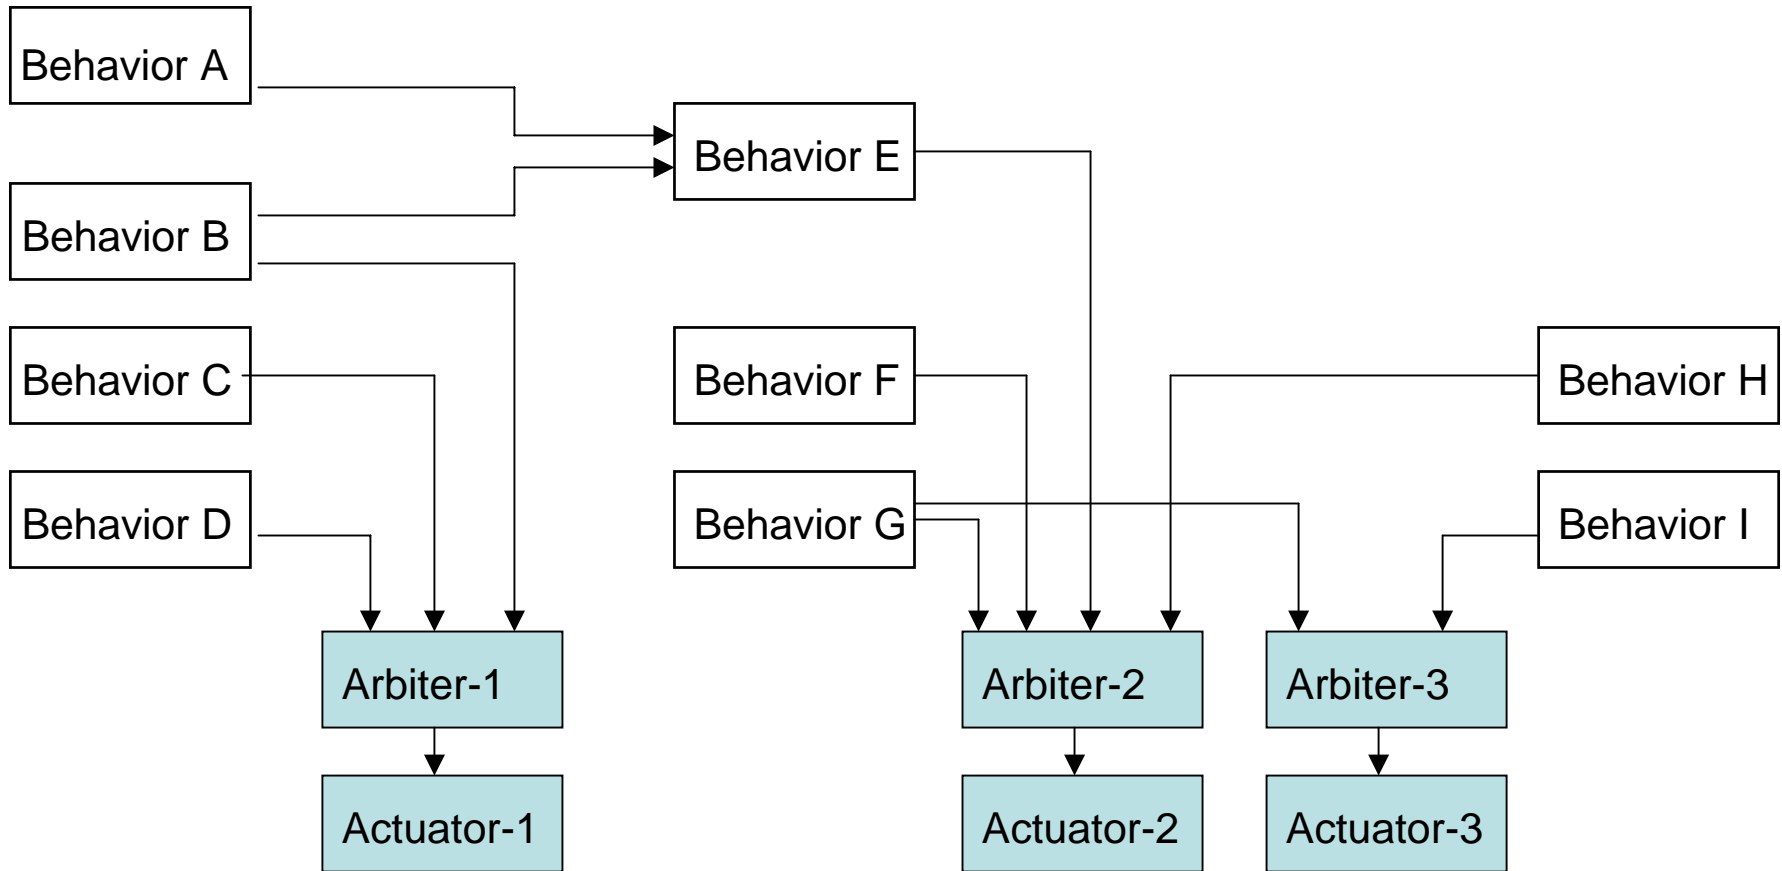 Behavior A
Behavior E
Behavior B
Behavior C
Behavior F
Behavior H
Behavior D
Behavior G
Behavior I
Arbiter-1
Arbiter-2
Arbiter-3
Actuator-1
Actuator-2
Actuator-3